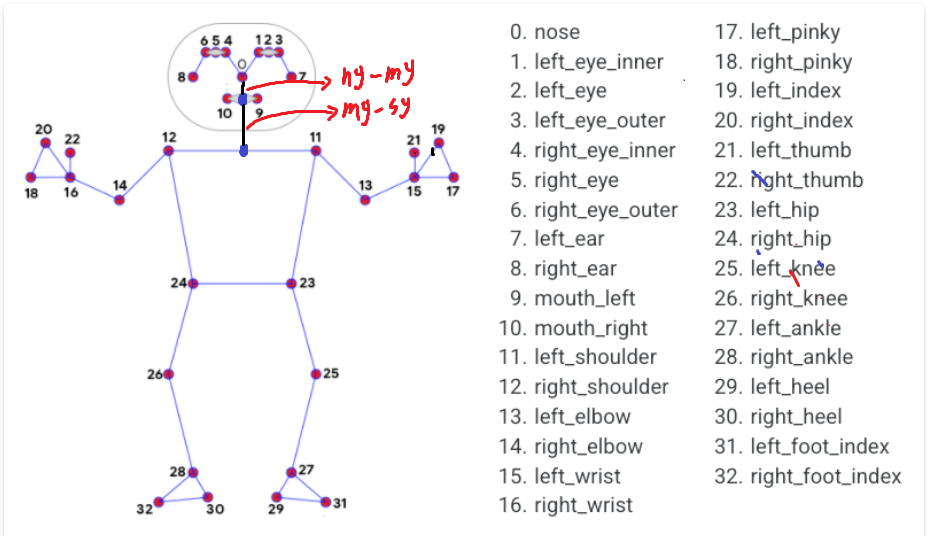 6 5 4 1 2 3
0
8 7
10 9
hy-my
my-sy
20 22 12 11 21 19
18 16 14 13 15 17
24 23
26 25
28 27
32 30 29 31
0. nose
1. left_eye_inner
2. left_eye
3. left_eye_outer
4. right_eye_inner
5. right_eye
6. right_eye_outer
7. left_ear
8. right_ear
9. mouth_left
10. mouth_right
11. left_shoulder
12. right_shoulder
13. left_elbow
14. right_elbow
15. left_wrist
16. right_wrist
17. left_pinky
18. right_pinky
19. left_index
20. right_index
21. left_thumb
22. right_thumb
23. left_hip
24. right_hip
25. left_knee
26. right_knee
27. left_ankle
28. right_ankle
29. left_heel
30. right_heel
31. left_foot_index
32. right_foot_index